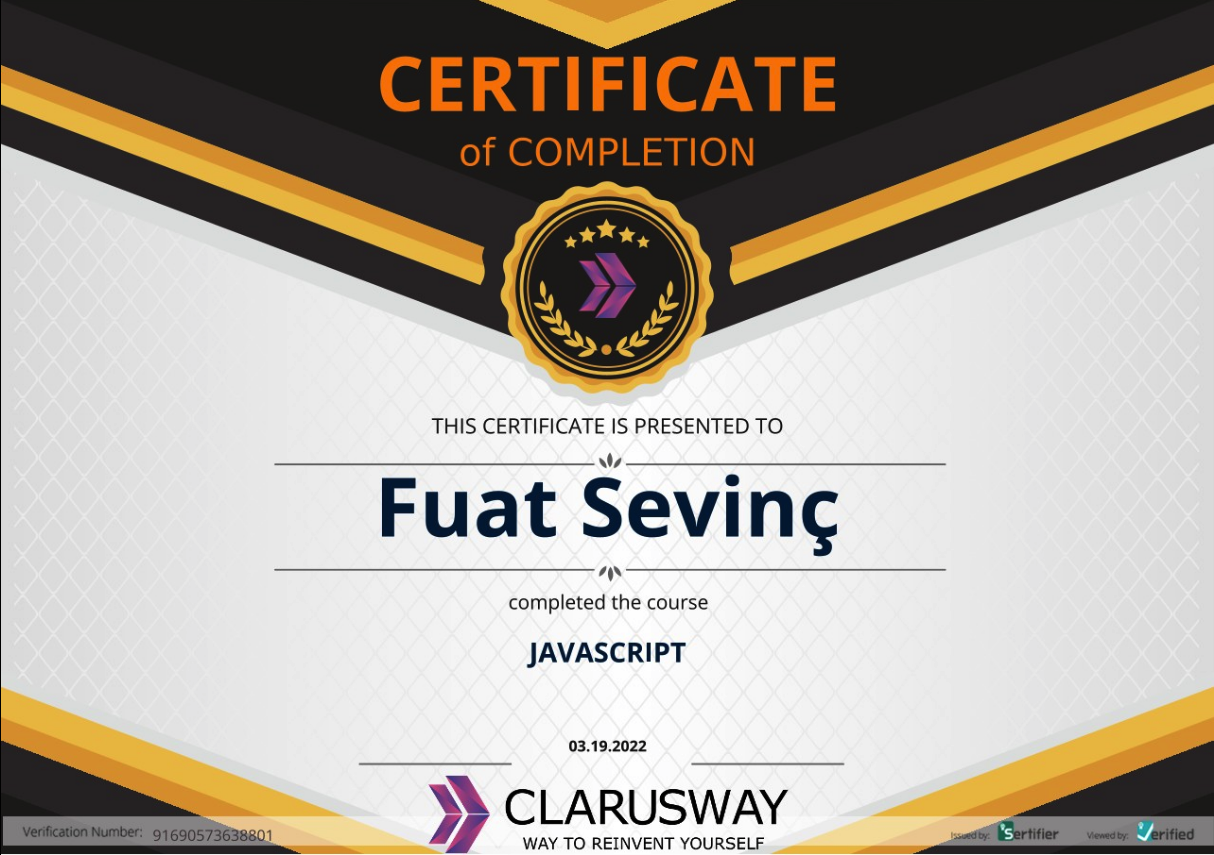 CERTIFICATE
of COMPLETION
THIS CERTIFICATE IS PRESENTED TO
Fuat Sevinç
completed the course
JAVASCRIPT
03.19.2022
CLARUSWAY
WAY TO REINVENT YOURSELF
Verification Number: 91690573638801
Issued by: Sertifier
Viewed by: Verified